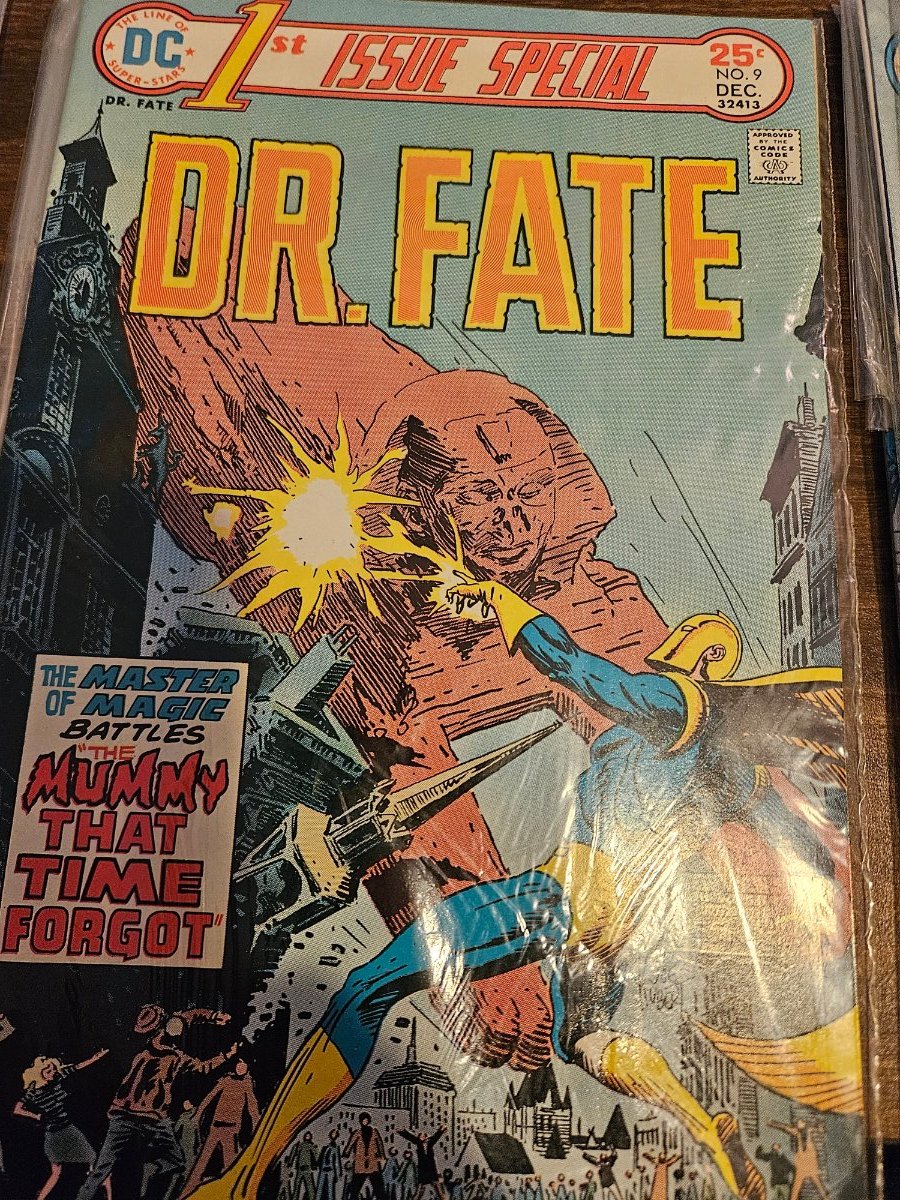 THE LINE OF
DC
SUPER-STARS
1st ISSUE SPECIAL
25¢
NO. 9
DEC.
32413
DR. FATE
APPROVED
BY THE
COMICS
CODE
AUTHORITY
DR. FATE
THE MASTER
OF MAGIC
BATTLES
"THE
MUMMY
THAT
TIME
FORGOT"